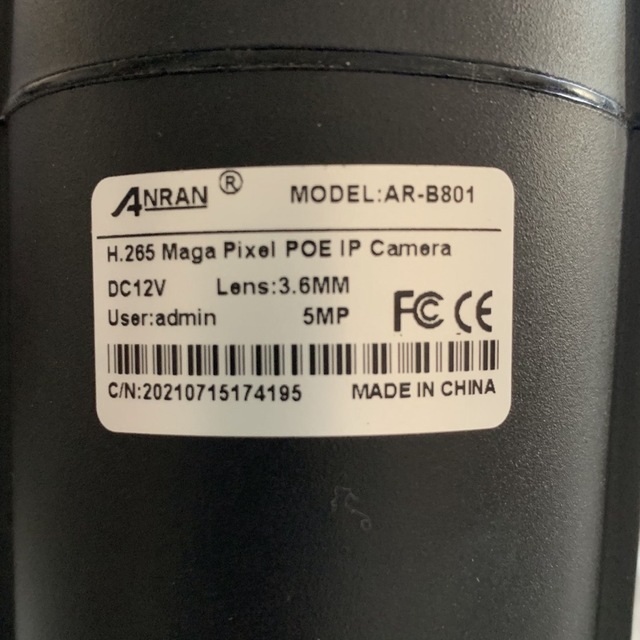 ANRAN ® MODEL:AR-B801
H.265 Maga Pixel POE IP Camera
DC12V Lens:3.6MM
User:admin 5MP FC CE
C/N:20210715174195 MADE IN CHINA